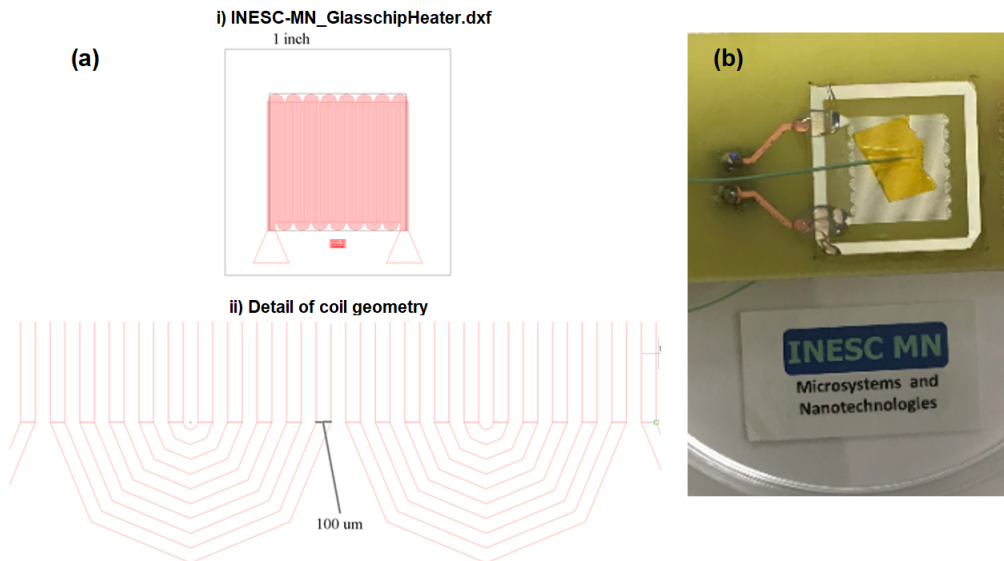 i) INESC-MN_GlasschipHeater.dxf
1 inch
(a)
ii) Detail of coil geometry
100 um
(b)
INESC MN
Microsystems and
Nanotechnologies